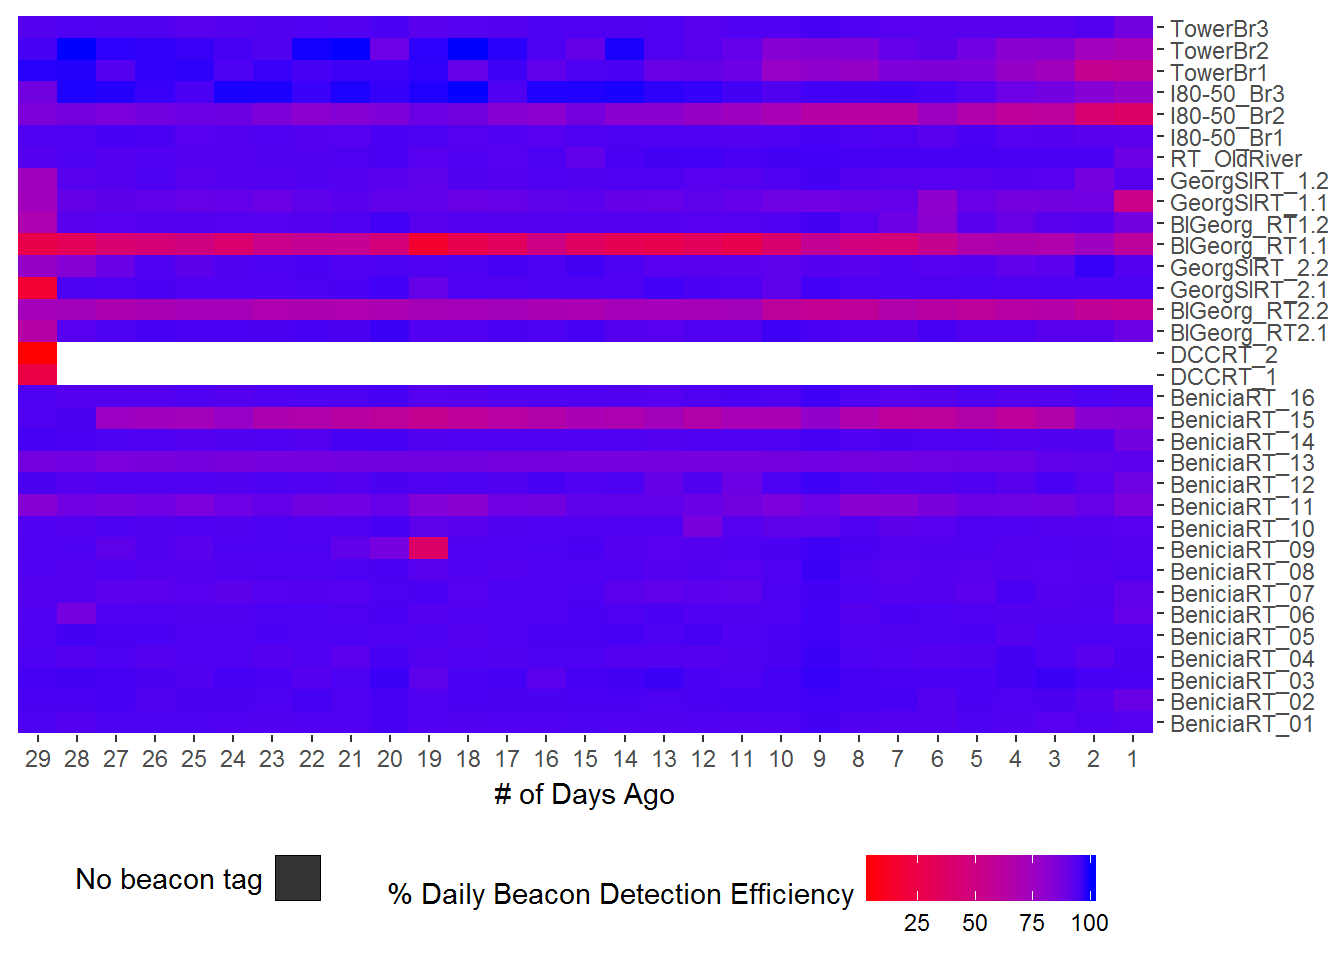 TowerBr3
TowerBr2
TowerBr1
I80-50_Br3
I80-50_Br2
I80-50_Br1
RT_OldRiver
GeorgSlRT_1.2
GeorgSlRT_1.1
BlGeorg_RT1.2
BlGeorg_RT1.1
GeorgSlRT_2.2
GeorgSlRT_2.1
BlGeorg_RT2.2
BlGeorg_RT2.1
DCCRT_2
DCCRT_1
BeniciaRT_16
BeniciaRT_15
BeniciaRT_14
BeniciaRT_13
BeniciaRT_12
BeniciaRT_11
BeniciaRT_10
BeniciaRT_09
BeniciaRT_08
BeniciaRT_07
BeniciaRT_06
BeniciaRT_05
BeniciaRT_04
BeniciaRT_03
BeniciaRT_02
BeniciaRT_01
29 28 27 26 25 24 23 22 21 20 19 18 17 16 15 14 13 12 11 10 9 8 7 6 5 4 3 2 1
# of Days Ago
No beacon tag
% Daily Beacon Detection Efficiency
25 50 75 100